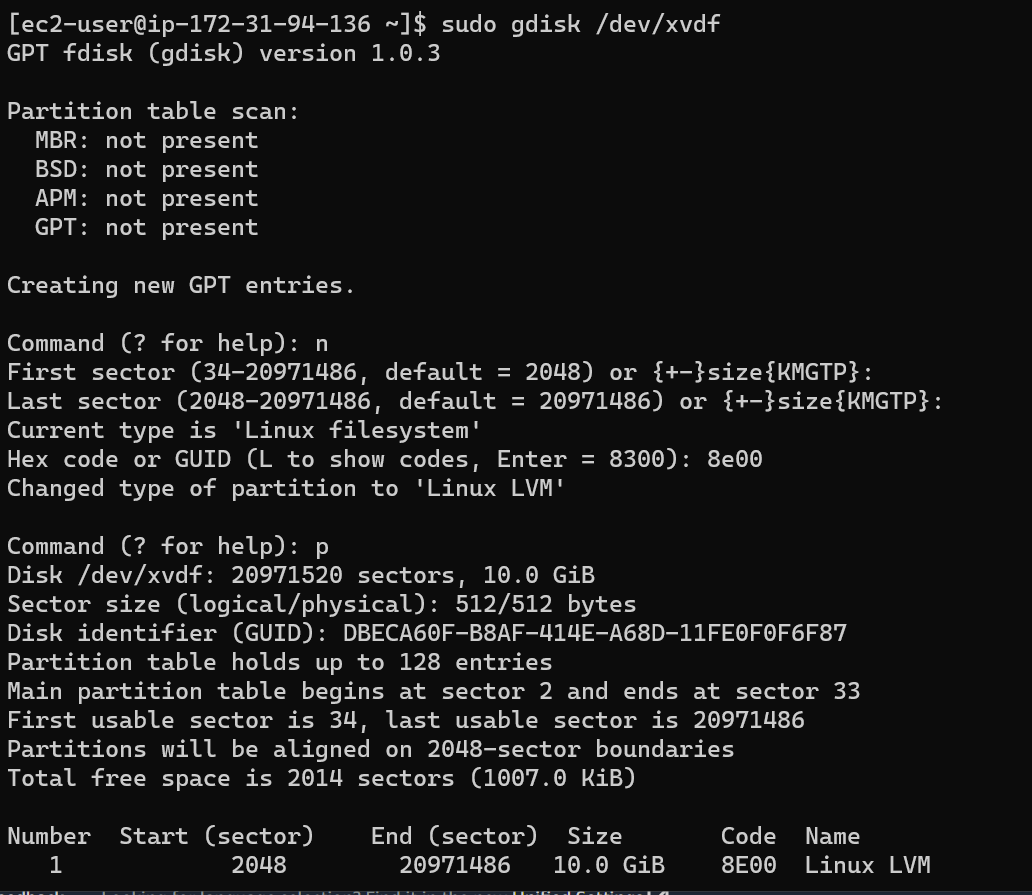 [ec2-user@ip-172-31-94-136 ~]$ sudo gdisk /dev/xvdf
GPT fdisk (gdisk) version 1.0.3
Partition table scan:
MBR: not present
BSD: not present
APM: not present
GPT: not present
Creating new GPT entries.
Command (? for help): n
First sector (34-20971486, default = 2048) or {+-}size{KMGTP}:
Last sector (2048-20971486, default = 20971486) or {+-}size{KMGTP}:
Current type is 'Linux filesystem'
Hex code or GUID (L to show codes, Enter = 8300): 8e00
Changed type of partition to 'Linux LVM'
Command (? for help): p
Disk /dev/xvdf: 20971520 sectors, 10.0 GiB
Sector size (logical/physical): 512/512 bytes
Disk identifier (GUID): DBECA60F-B8AF-414E-A68D-11FE0F0F6F87
Partition table holds up to 128 entries
Main partition table begins at sector 2 and ends at sector 33
First usable sector is 34, last usable sector is 20971486
Partitions will be aligned on 2048-sector boundaries
Total free space is 2014 sectors (1007.0 KiB)
Number  Start (sector)    End (sector)  Size       Code  Name
1            2048        20971486   10.0 GiB    8E00  Linux LVM